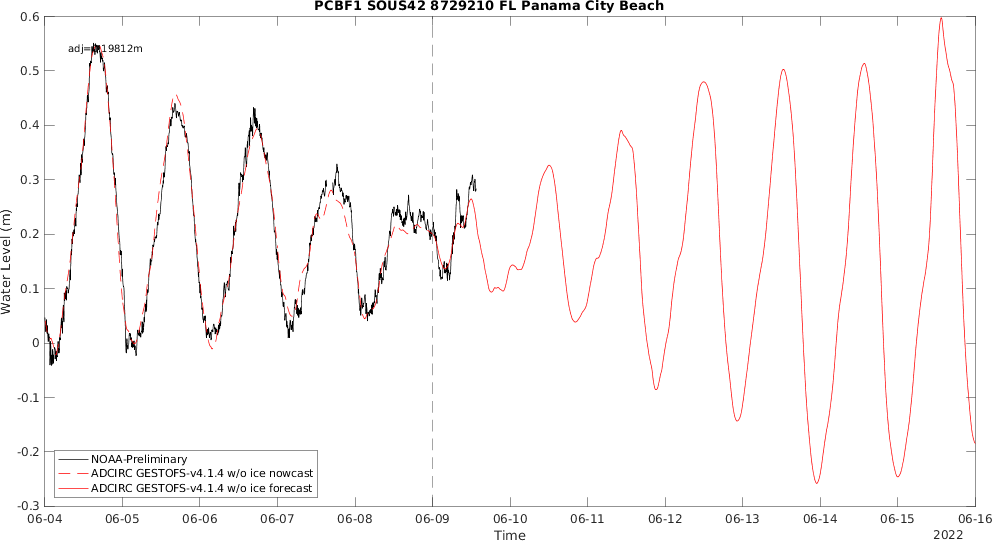 PCBF1 SOUS42 8729210 FL Panama City Beach
0.6
0.5
0.4
0.3
0.2
0.1
0
-0.1
-0.2
-0.3
Water Level (m)
NOAA-Preliminary
ADCIRC GESTOFS-v4.1.4 w/o ice nowcast
ADCIRC GESTOFS-v4.1.4 w/o ice forecast
06-04 06-05 06-06 06-07 06-08 06-09 06-10 06-11 06-12 06-13 06-14 06-15 06-16
Time
2022